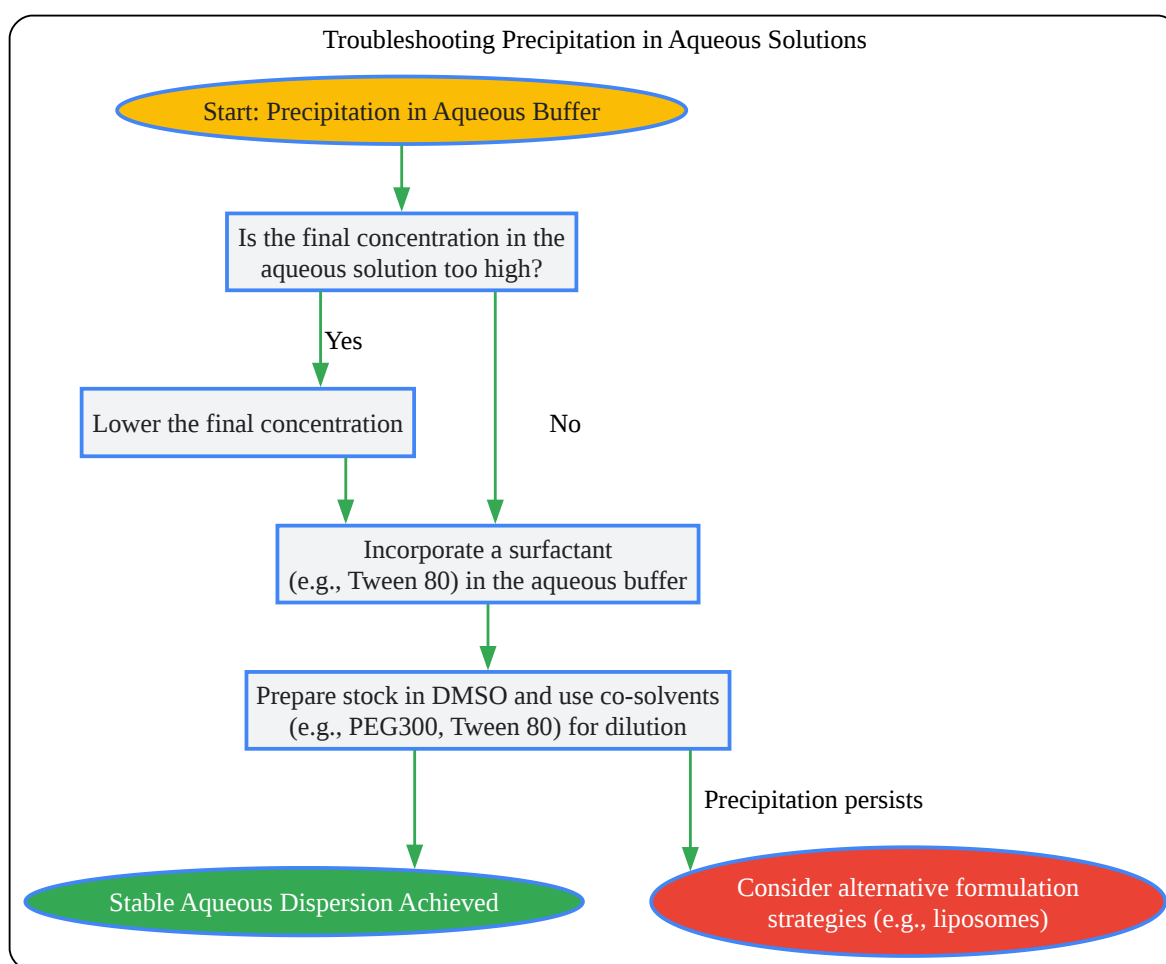 Troubleshooting Precipitation in Aqueous Solutions
Start: Precipitation in Aqueous Buffer
Is the final concentration in the
aqueous solution too high?
Yes
Lower the final concentration
No
Incorporate a surfactant
(e.g., Tween 80) in the aqueous buffer
Prepare stock in DMSO and use co-solvents
(e.g., PEG300, Tween 80) for dilution
Precipitation persists
Stable Aqueous Dispersion Achieved
Consider alternative formulation
strategies (e.g., liposomes)